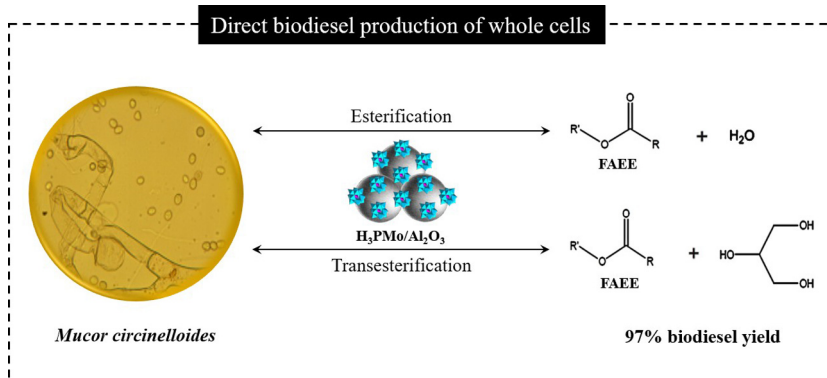 Direct biodiesel production of whole cells
Esterification
H₃PMo/Al₂O₃
Transesterification
R'
O
O
R
FAEE
+ H₂O
R'
O
O
R
FAEE
+
HO
OH
OH
Mucor circinelloides
97% biodiesel yield